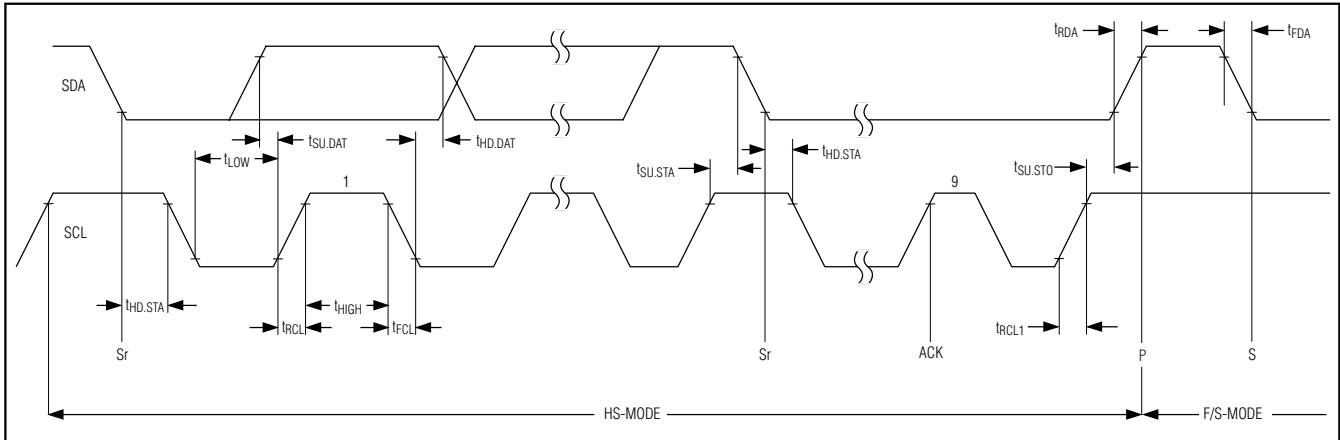 tRDA
tFDA
SDA
tSU.DAT
tHD.DAT
tLOW
tHD.STA
tSU.STA
tSU.STO
1
9
SCL
tHD.STA
tHIGH
tRCL
tFCL
tRCL1
Sr
Sr
ACK
P
S
HS-MODE
F/S-MODE